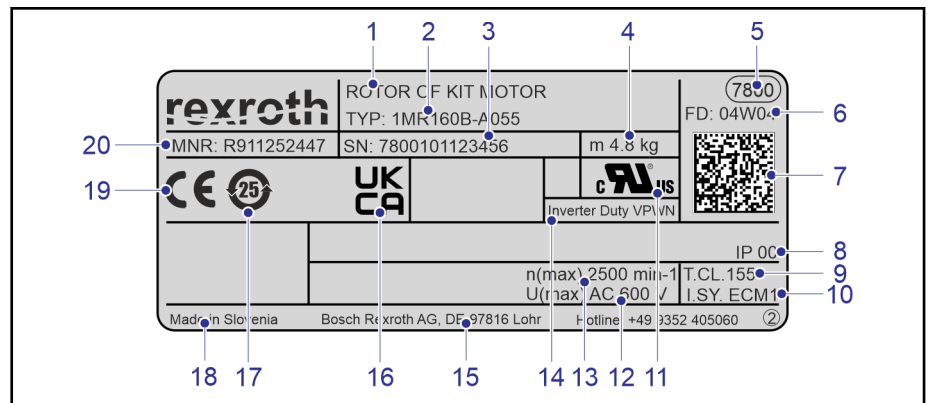 1 2 3 4 5
rexroth
ROTOR OF KIT MOTOR
7800
TYP: 1MR160B-A055
FD: 04W04
6
20
MNR: R911252447
SN: 7800101123456
m 4.8 kg
19
CE
25
UK
CA
c RU ® US
7
Inverter Duty VPWN
IP 00
8
n(max) 2500 min-1
T.CL.155
9
U(max) AC 600 V
I.SY. ECM1
10
Made in Slovenia
Bosch Rexroth AG, DE-97816 Lohr
Hotline +49 9352 405060
2
18 17 16 15 14 13 12 11